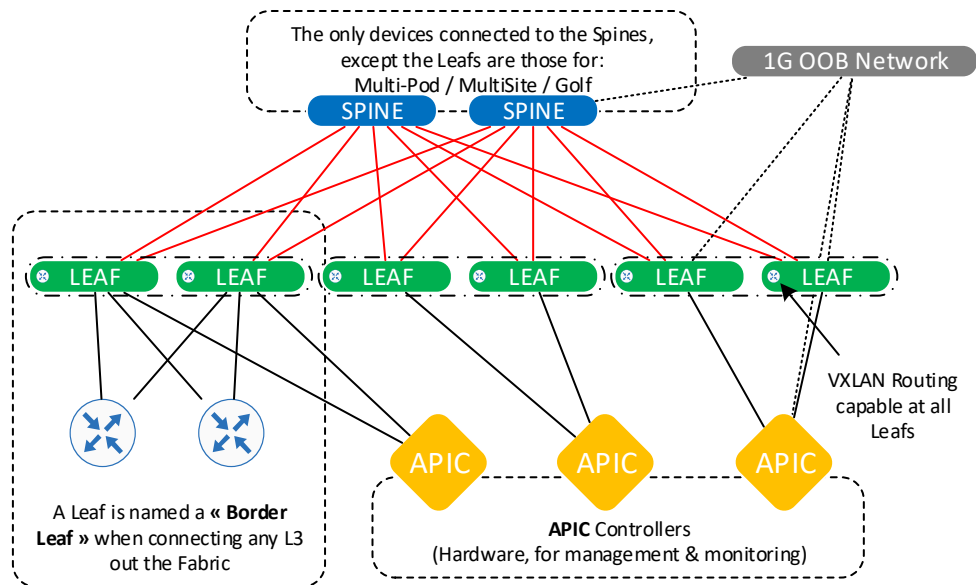 The only devices connected to the Spines,
except the Leafs are those for:
Multi-Pod / MultiSite / Golf
1G OOB Network
SPINE
SPINE
LEAF
LEAF
LEAF
LEAF
LEAF
LEAF
VXLAN Routing
capable at all
Leafs
APIC
APIC
APIC
A Leaf is named a « Border
Leaf » when connecting any L3
out the Fabric
APIC Controllers
(Hardware, for management & monitoring)